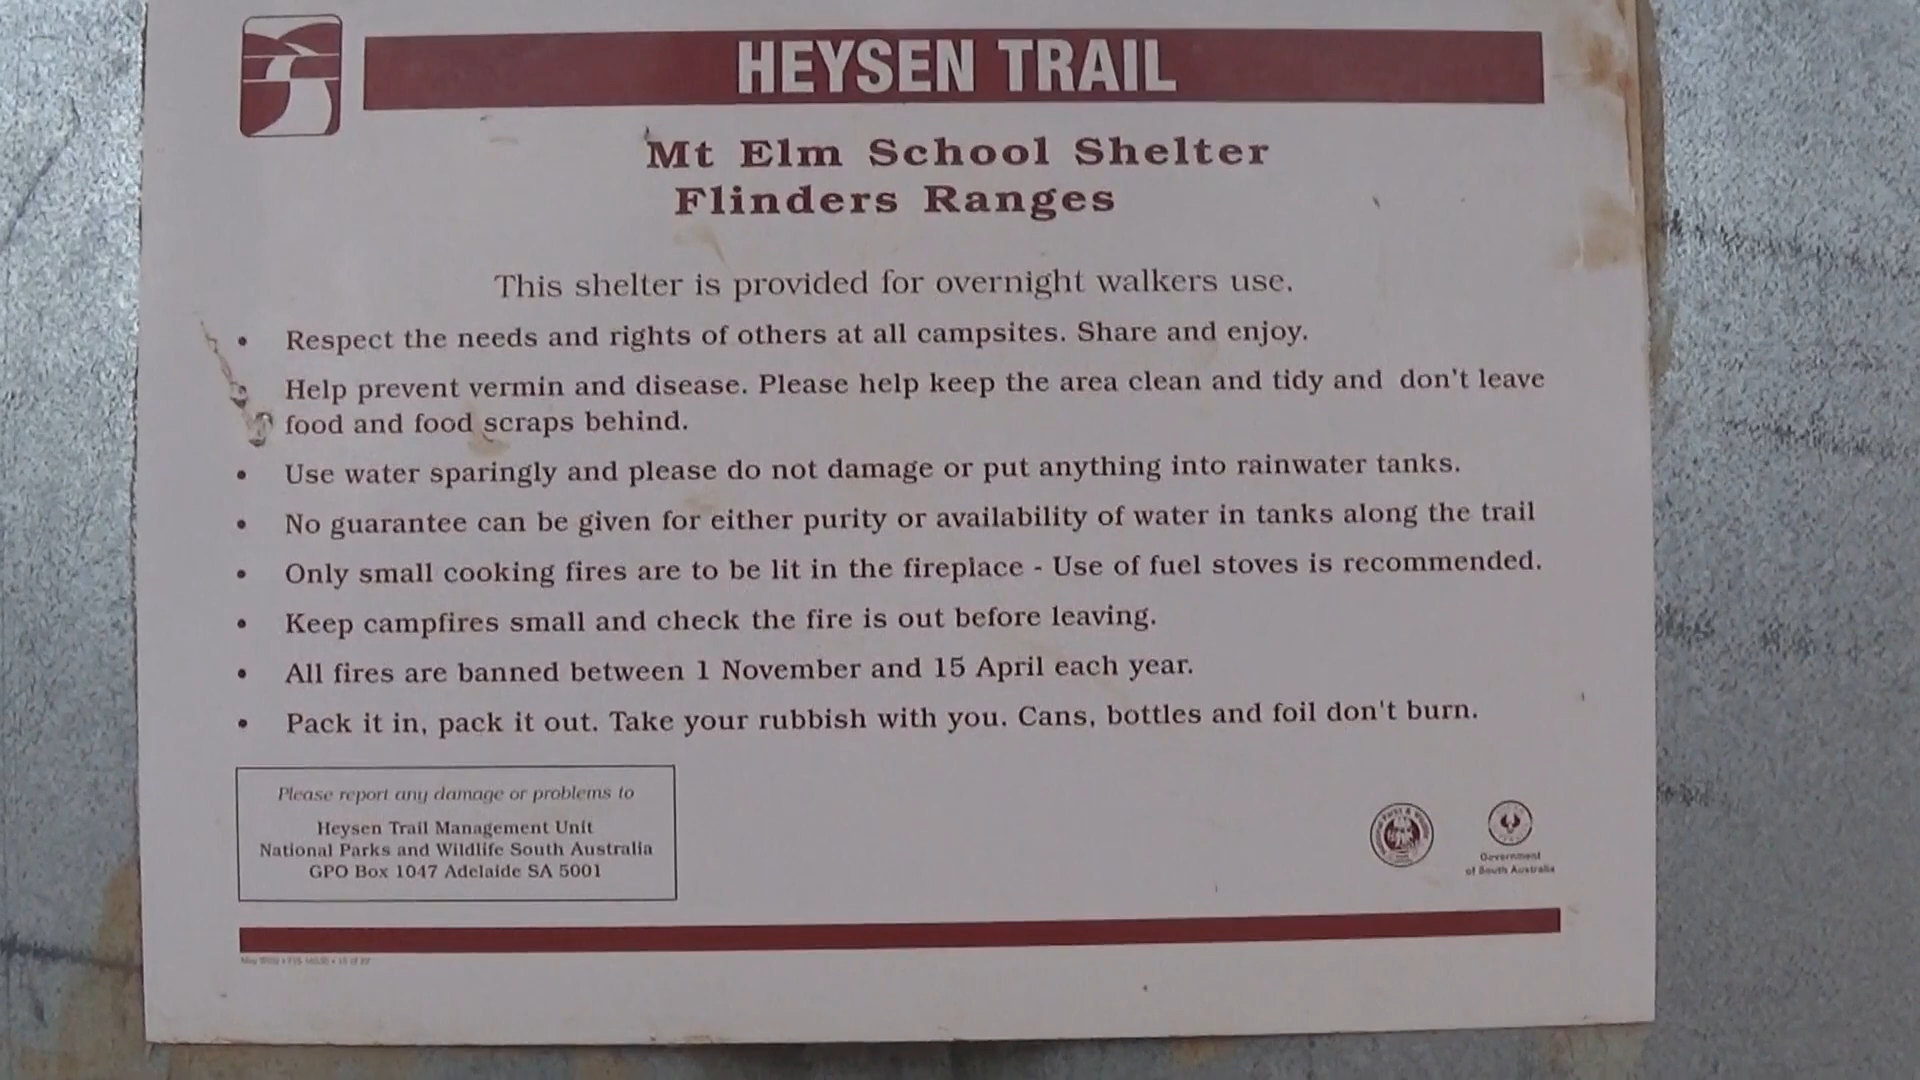 HEYSEN TRAIL
Mt Elm School Shelter
Flinders Ranges
This shelter is provided for overnight walkers use.
• Respect the needs and rights of others at all campsites. Share and enjoy.
Help prevent vermin and disease. Please help keep the area clean and tidy and don't leave
food and food scraps behind.
• Use water sparingly and please do not damage or put anything into rainwater tanks.
• No guarantee can be given for either purity or availability of water in tanks along the trail
• Only small cooking fires are to be lit in the fireplace - Use of fuel stoves is recommended.
• Keep campfires small and check the fire is out before leaving.
• All fires are banned between 1 November and 15 April each year.
• Pack it in, pack it out. Take your rubbish with you. Cans, bottles and foil don't burn.
Please report any damage or problems to
Heysen Trail Management Unit
National Parks and Wildlife South Australia
GPO Box 1047 Adelaide SA 5001
Government
of South Australia